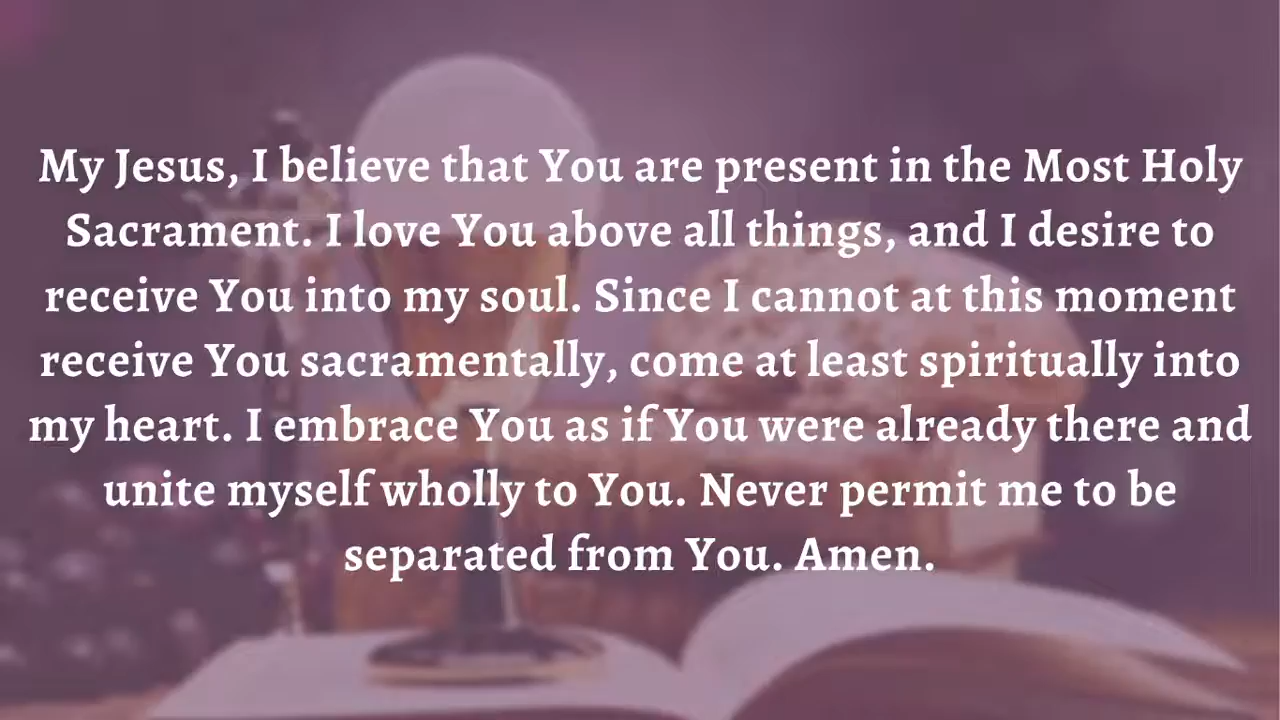 My Jesus, I believe that You are present in the Most Holy
Sacrament. I love You above all things, and I desire to
receive You into my soul. Since I cannot at this moment
receive You sacramentally, come at least spiritually into
my heart. I embrace You as if You were already there and
unite myself wholly to You. Never permit me to be
separated from You. Amen.